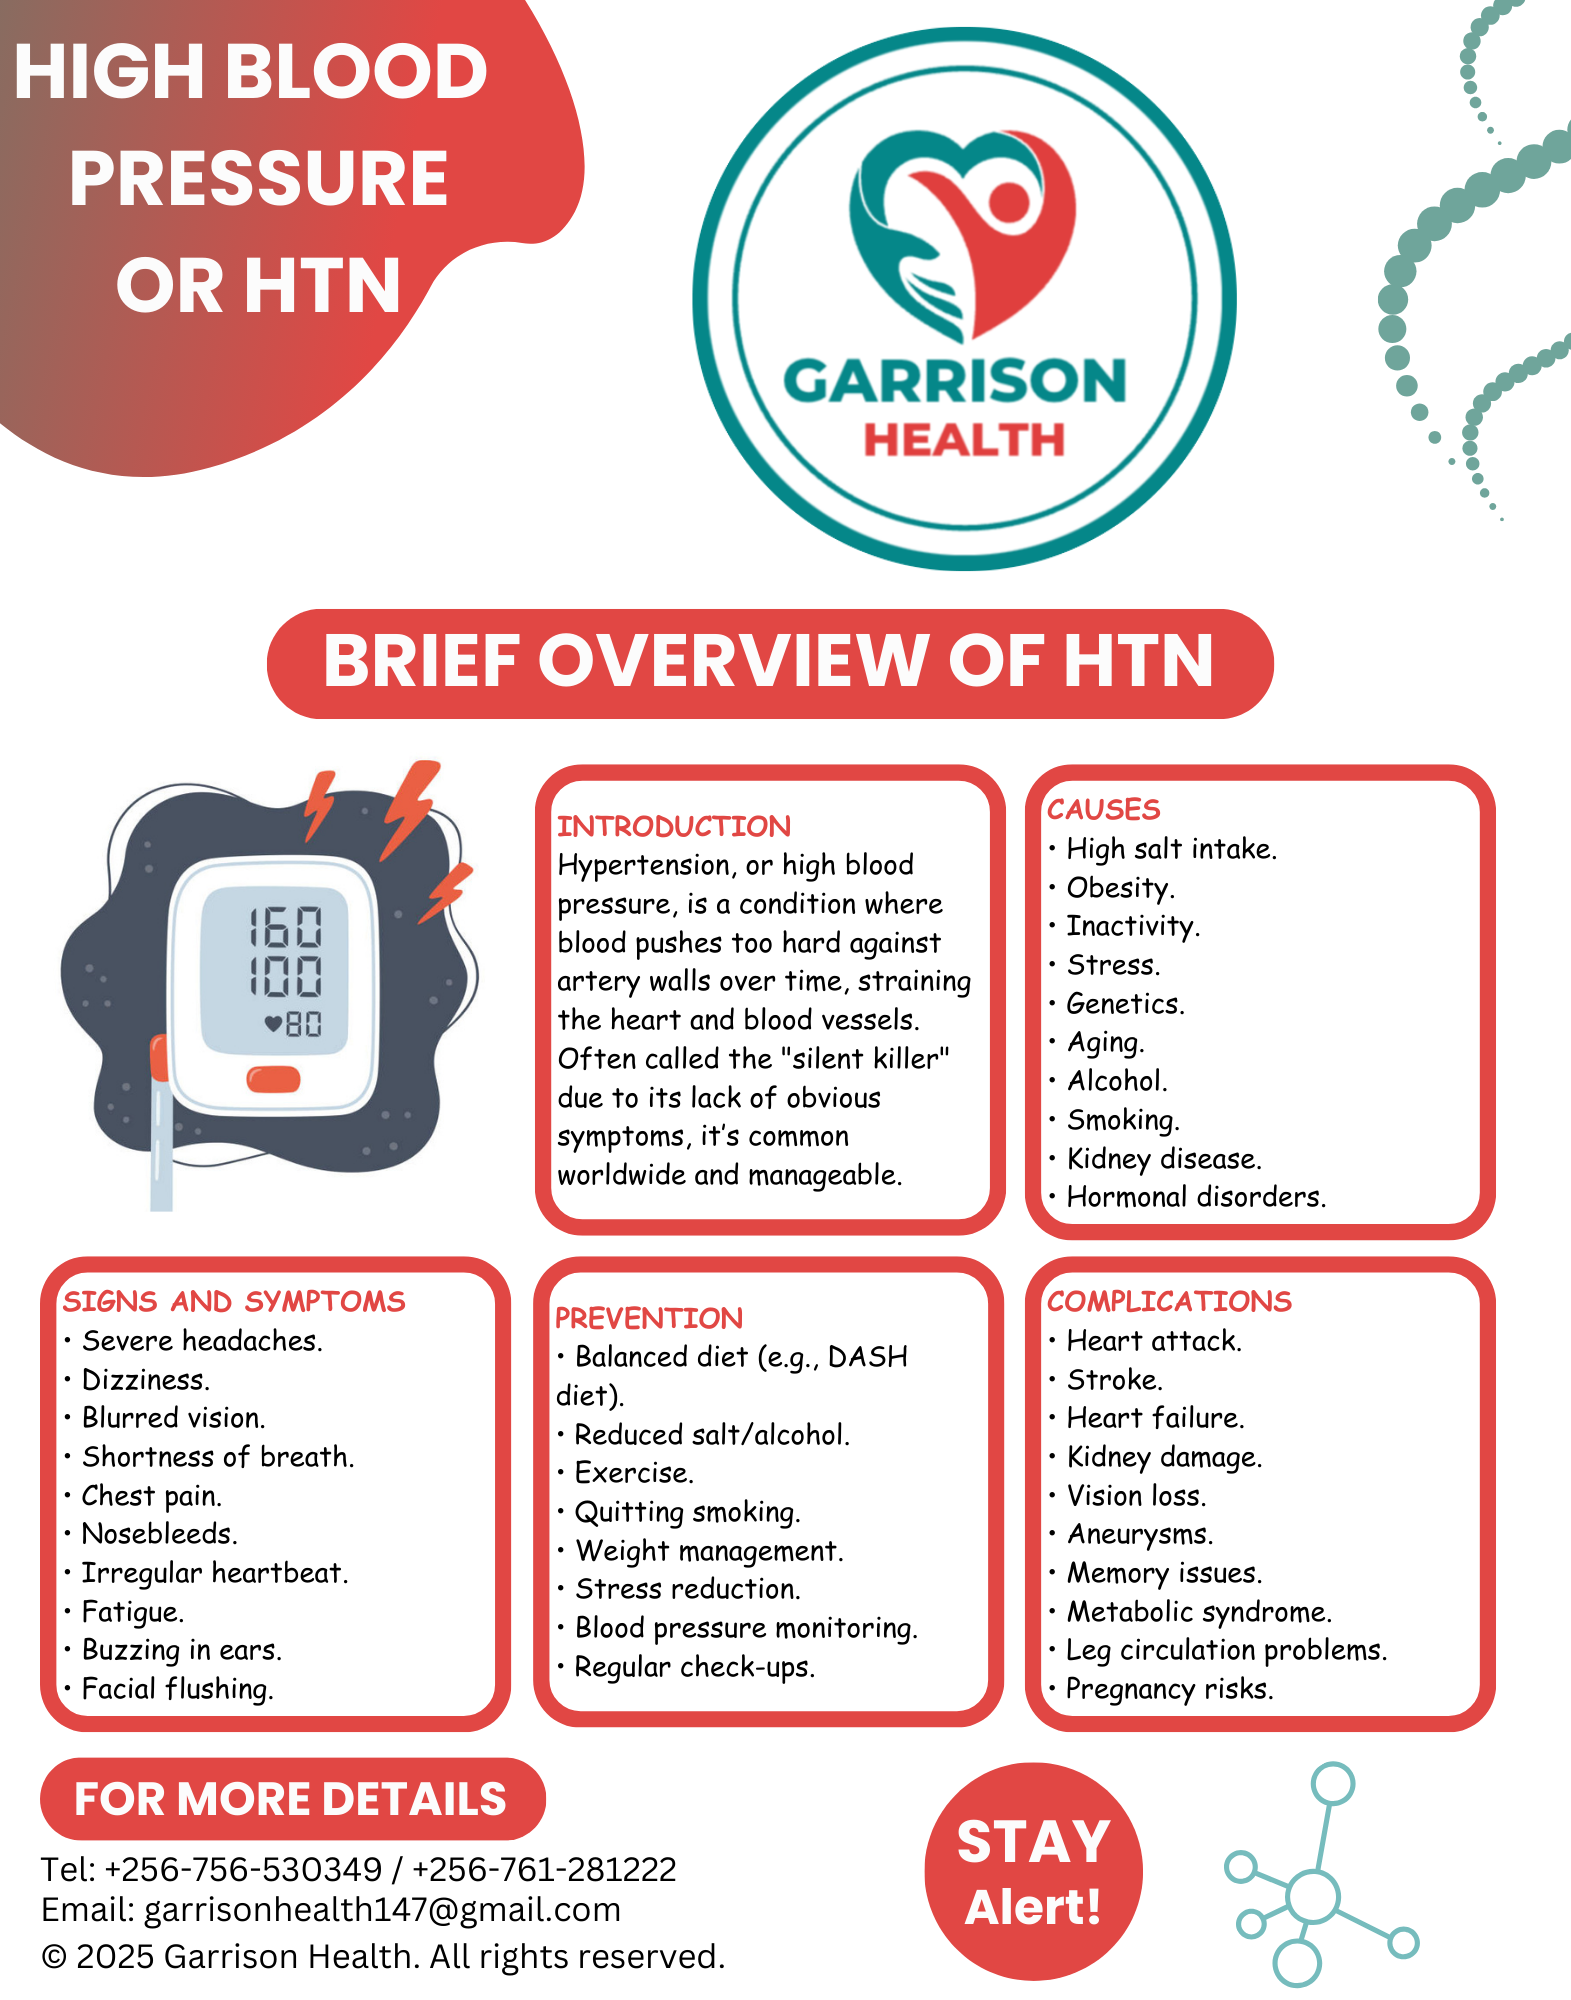 HIGH BLOOD
PRESSURE
OR HTN
GARRISON
HEALTH
BRIEF OVERVIEW OF HTN
160
100
80
INTRODUCTION
Hypertension, or high blood
pressure, is a condition where
blood pushes too hard against
artery walls over time, straining
the heart and blood vessels.
Often called the "silent killer"
due to its lack of obvious
symptoms, it's common
worldwide and manageable.
CAUSES
• High salt intake.
• Obesity.
• Inactivity.
• Stress.
• Genetics.
• Aging.
• Alcohol.
• Smoking.
• Kidney disease.
• Hormonal disorders.
SIGNS AND SYMPTOMS
• Severe headaches.
• Dizziness.
• Blurred vision.
• Shortness of breath.
• Chest pain.
• Nosebleeds.
• Irregular heartbeat.
• Fatigue.
• Buzzing in ears.
• Facial flushing.
PREVENTION
• Balanced diet (e.g., DASH
diet).
• Reduced salt/alcohol.
• Exercise.
• Quitting smoking.
• Weight management.
• Stress reduction.
• Blood pressure monitoring.
• Regular check-ups.
COMPLICATIONS
• Heart attack.
• Stroke.
• Heart failure.
• Kidney damage.
• Vision loss.
• Aneurysms.
• Memory issues.
• Metabolic syndrome.
• Leg circulation problems.
• Pregnancy risks.
FOR MORE DETAILS
Tel: +256-756-530349 / +256-761-281222
Email: garrisonhealth147@gmail.com
© 2025 Garrison Health. All rights reserved.
STAY
Alert!